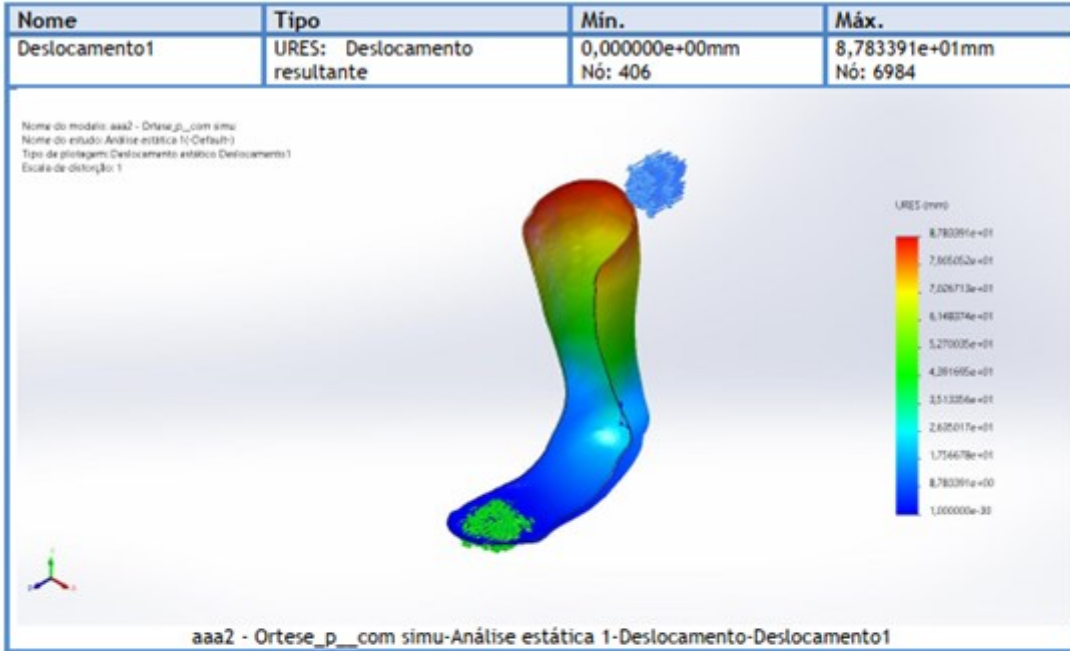 Nome Tipo Mín. Máx.
Deslocamento1 URES: Deslocamento 0,000000e+00mm 8,783391e+01mm
resultante Nó: 406 Nó: 6984
Nome do modelo: aaa2 - Ortese_p__com simu
Nome do estudo: Análise estática 1(-Default-)
Tipo de plotagem: Deslocamento estático Deslocamento1
Escala de distorção: 1
URES (mm)
8,783391e+01
7,905052e+01
7,026713e+01
6,148374e+01
5,270035e+01
4,391695e+01
3,513356e+01
2,635017e+01
1,756678e+01
8,783391e+00
1,000000e-30
aaa2 - Ortese_p__com simu-Análise estática 1-Deslocamento-Deslocamento1